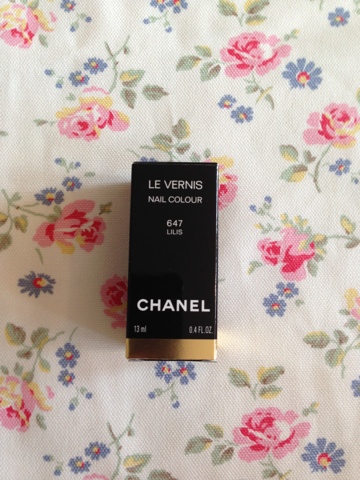 LE VERNIS
NAIL COLOUR
647
LILIS
CHANEL
13 ml 0.4 FL.OZ.